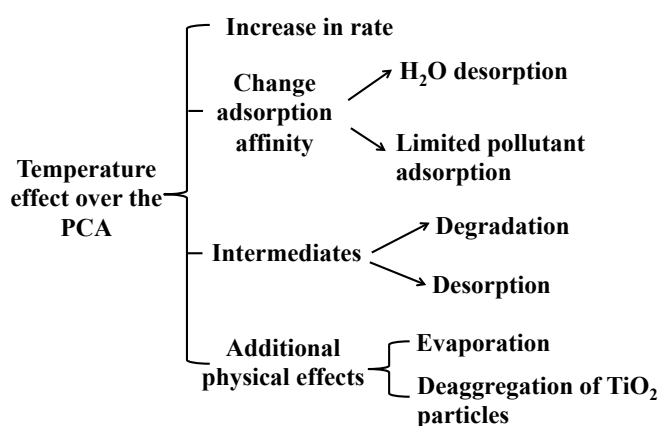 Temperature
effect over the
PCA
Increase in rate
Change
adsorption
affinity
H₂O desorption
Limited pollutant
adsorption
Intermediates
Degradation
Desorption
Additional
physical effects
Evaporation
Deaggregation of TiO₂
particles